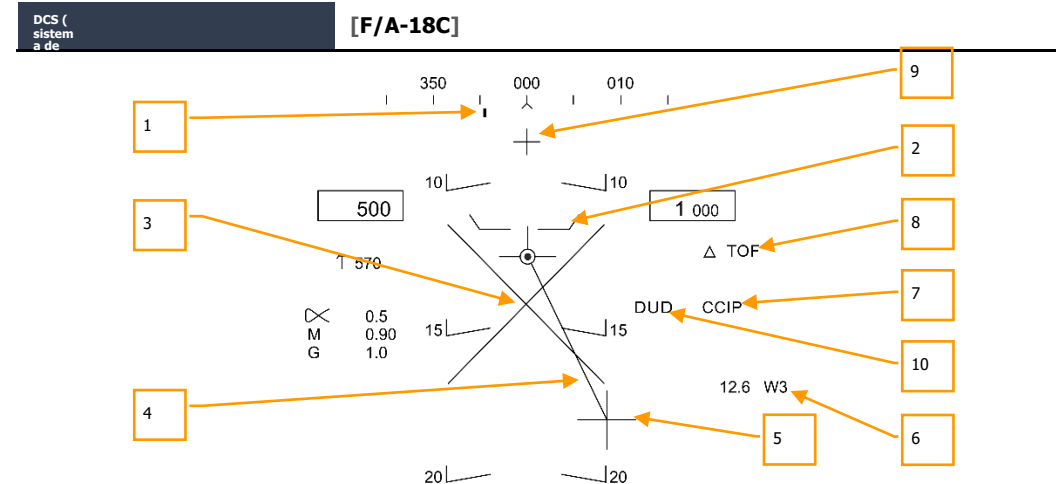 DCS (
sistem
a de
[F/A-18C]
9
350 000 010
1
2
10 10
500
1 000
3
8
↑ 570
Δ TOF
7
DUD CCIP
∝ 0.5
M 0.90
G 1.0
15 15
10
12.6 W3
4
5
6
20 20